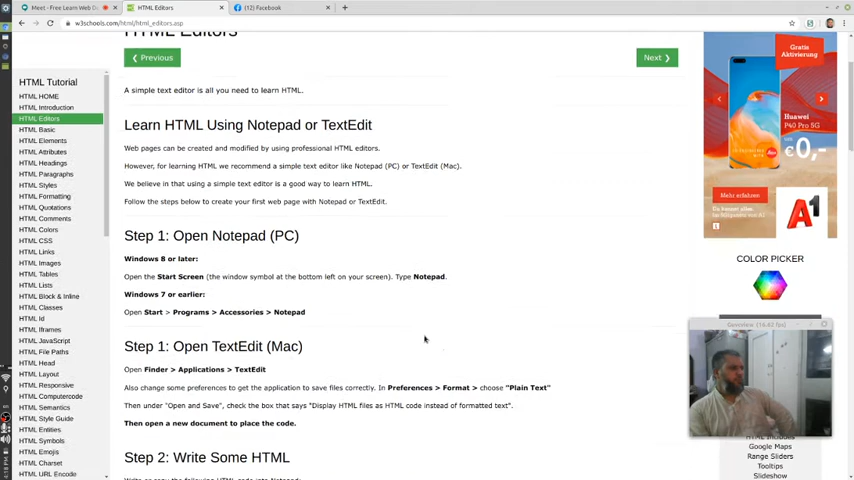 Meet - Free Learn Web D
HTML Editors
(12) Facebook
w3schools.com/html/html_editors.asp
HTML Editors
❮ Previous
Next ❯
HTML Tutorial
HTML HOME
HTML Introduction
HTML Editors
HTML Basic
HTML Elements
HTML Attributes
HTML Headings
HTML Paragraphs
HTML Styles
HTML Formatting
HTML Quotations
HTML Comments
HTML Colors
HTML CSS
HTML Links
HTML Images
HTML Tables
HTML Lists
HTML Block & Inline
HTML Classes
HTML Id
HTML Iframes
HTML JavaScript
HTML File Paths
HTML Head
HTML Layout
HTML Responsive
HTML Computercode
HTML Semantics
HTML Style Guide
HTML Entities
HTML Symbols
HTML Emojis
HTML Charset
HTML URL Encode
A simple text editor is all you need to learn HTML.
Learn HTML Using Notepad or TextEdit
Web pages can be created and modified by using professional HTML editors.
However, for learning HTML we recommend a simple text editor like Notepad (PC) or TextEdit (Mac).
We believe in that using a simple text editor is a good way to learn HTML.
Follow the steps below to create your first web page with Notepad or TextEdit.
Step 1: Open Notepad (PC)
Windows 8 or later:
Open the Start Screen (the window symbol at the bottom left on your screen). Type Notepad.
Windows 7 or earlier:
Open Start > Programs > Accessories > Notepad
Step 1: Open TextEdit (Mac)
Open Finder > Applications > TextEdit
Also change some preferences to get the application to save files correctly. In Preferences > Format > choose "Plain Text"
Then under "Open and Save", check the box that says "Display HTML files as HTML code instead of formatted text".
Then open a new document to place the code.
Step 2: Write Some HTML
Write or copy the following HTML code into Notepad:
Gratis
Aktivierung
Huawei
P40 Pro 5G
€0,-
Mehr erfahren
A1
COLOR PICKER
HTML Includes
Google Maps
Range Sliders
Tooltips
Slideshow
4:18 PM